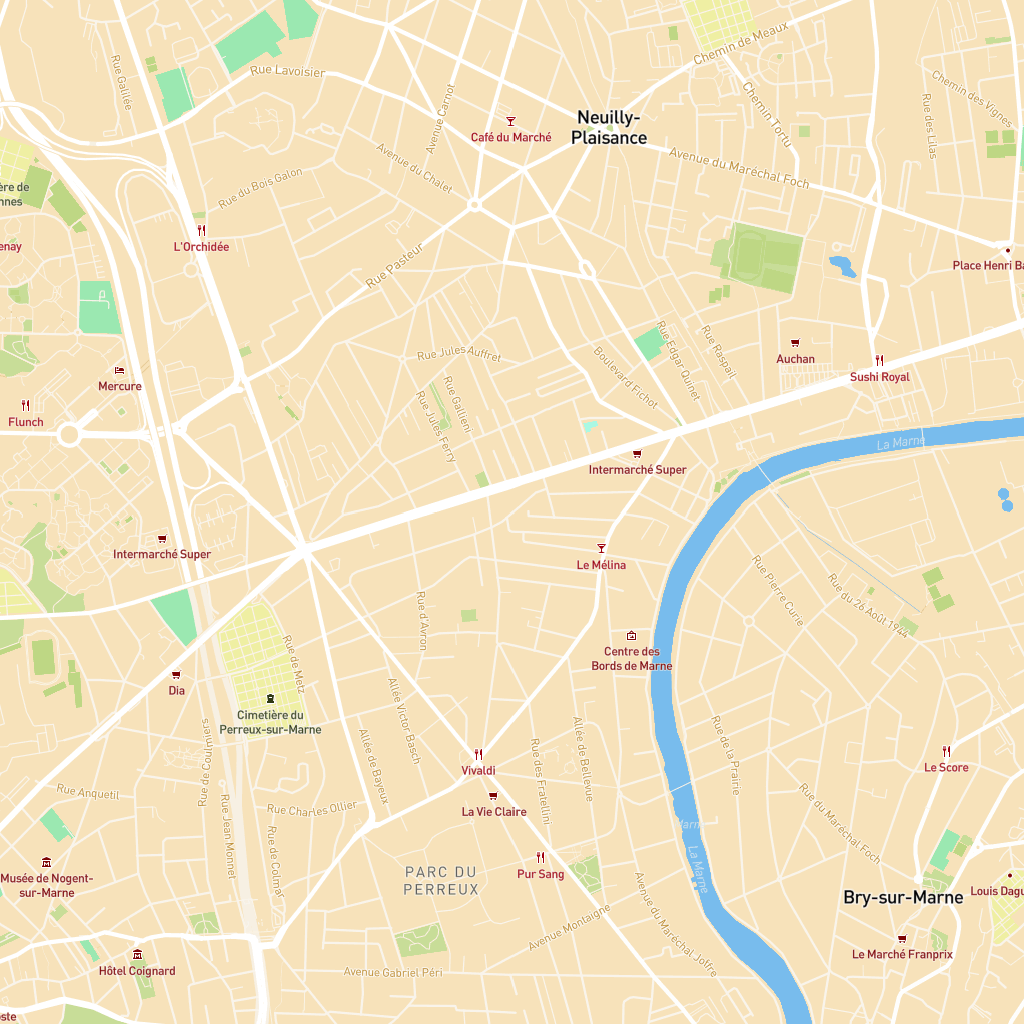 Chemin de Meaux
Rue Lavoisier
Rue Galilée
Chemin des Vignes
Avenue Carnot
Chemin Tortu
Rue des Lilas
Neuilly-
Plaisance
Café du Marché
Avenue du Chalet
Avenue du Maréchal Foch
Rue du Bois Galon
L'Orchidée
Rue Pasteur
Place Henri
Rue Edgar Quinet
Rue Raspail
Rue Jules Auffret
Auchan
Mercure
Boulevard Fichot
Sushi Royal
Rue Gallieni
Rue Jules Ferry
Flunch
La Marne
Intermarché Super
Intermarché Super
Le Mélina
Rue Pierre Curie
Rue du 26 Août 1944
Rue d'Avron
Rue de Metz
Centre des
Bords de Marne
Dia
Cimetière du
Perreux-sur-Marne
Allée Victor Basch
Rue de Coulmiers
Allée de Bayeux
Allée de Bellevue
Rue de la Prairie
Rue des Fratellini
Vivaldi
Le Score
Rue Anquetil
Rue Charles Ollier
La Vie Claire
Rue Jean Monnet
Rue de Colmar
Rue du Maréchal Foch
La Marne
PARC DU
PERREUX
Pur Sang
Musée de Nogent-
sur-Marne
Bry-sur-Marne
Louis
Avenue Montaigne
Avenue du Maréchal Joffre
Le Marché Franprix
Hôtel Coignard
Avenue Gabriel Péri